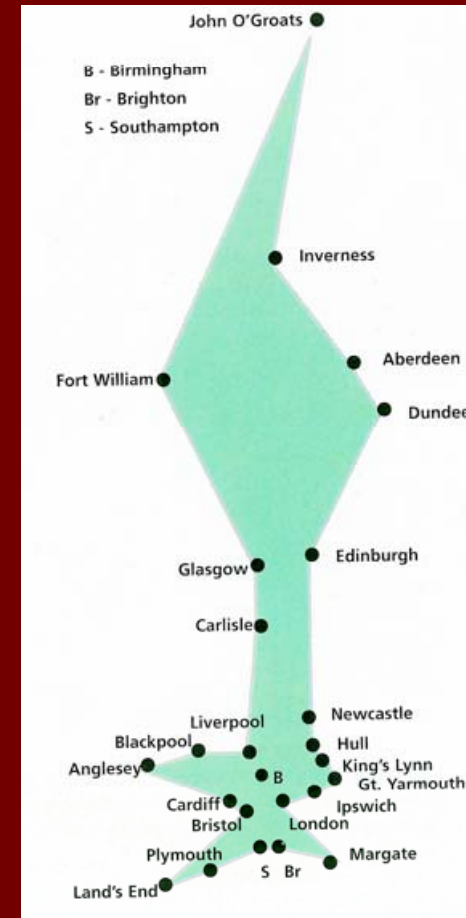 John O'Groats
B - Birmingham
Br - Brighton
S - Southampton
Inverness
Aberdeen
Fort William
Dundee
Edinburgh
Glasgow
Carlisle
Newcastle
Liverpool
Hull
Blackpool
King's Lynn
Anglesey
B
Gt. Yarmouth
Cardiff
Ipswich
Bristol
London
Plymouth
Margate
S Br
Land's End